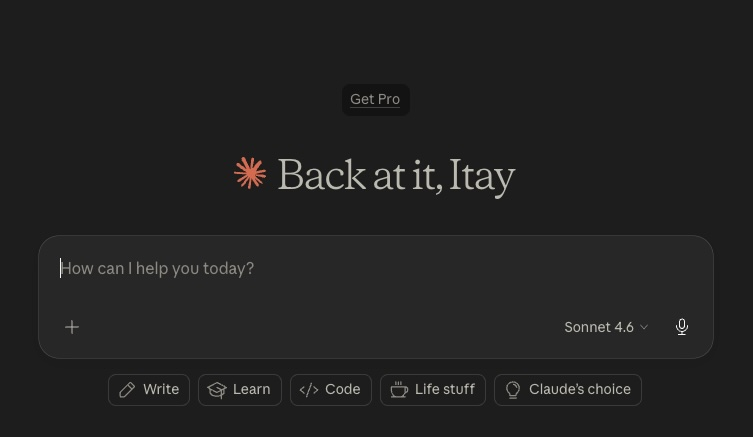 Get Pro
Back at it, Itay
How can I help you today?
Sonnet 4.6
Write
Learn
Code
Life stuff
Claude's choice